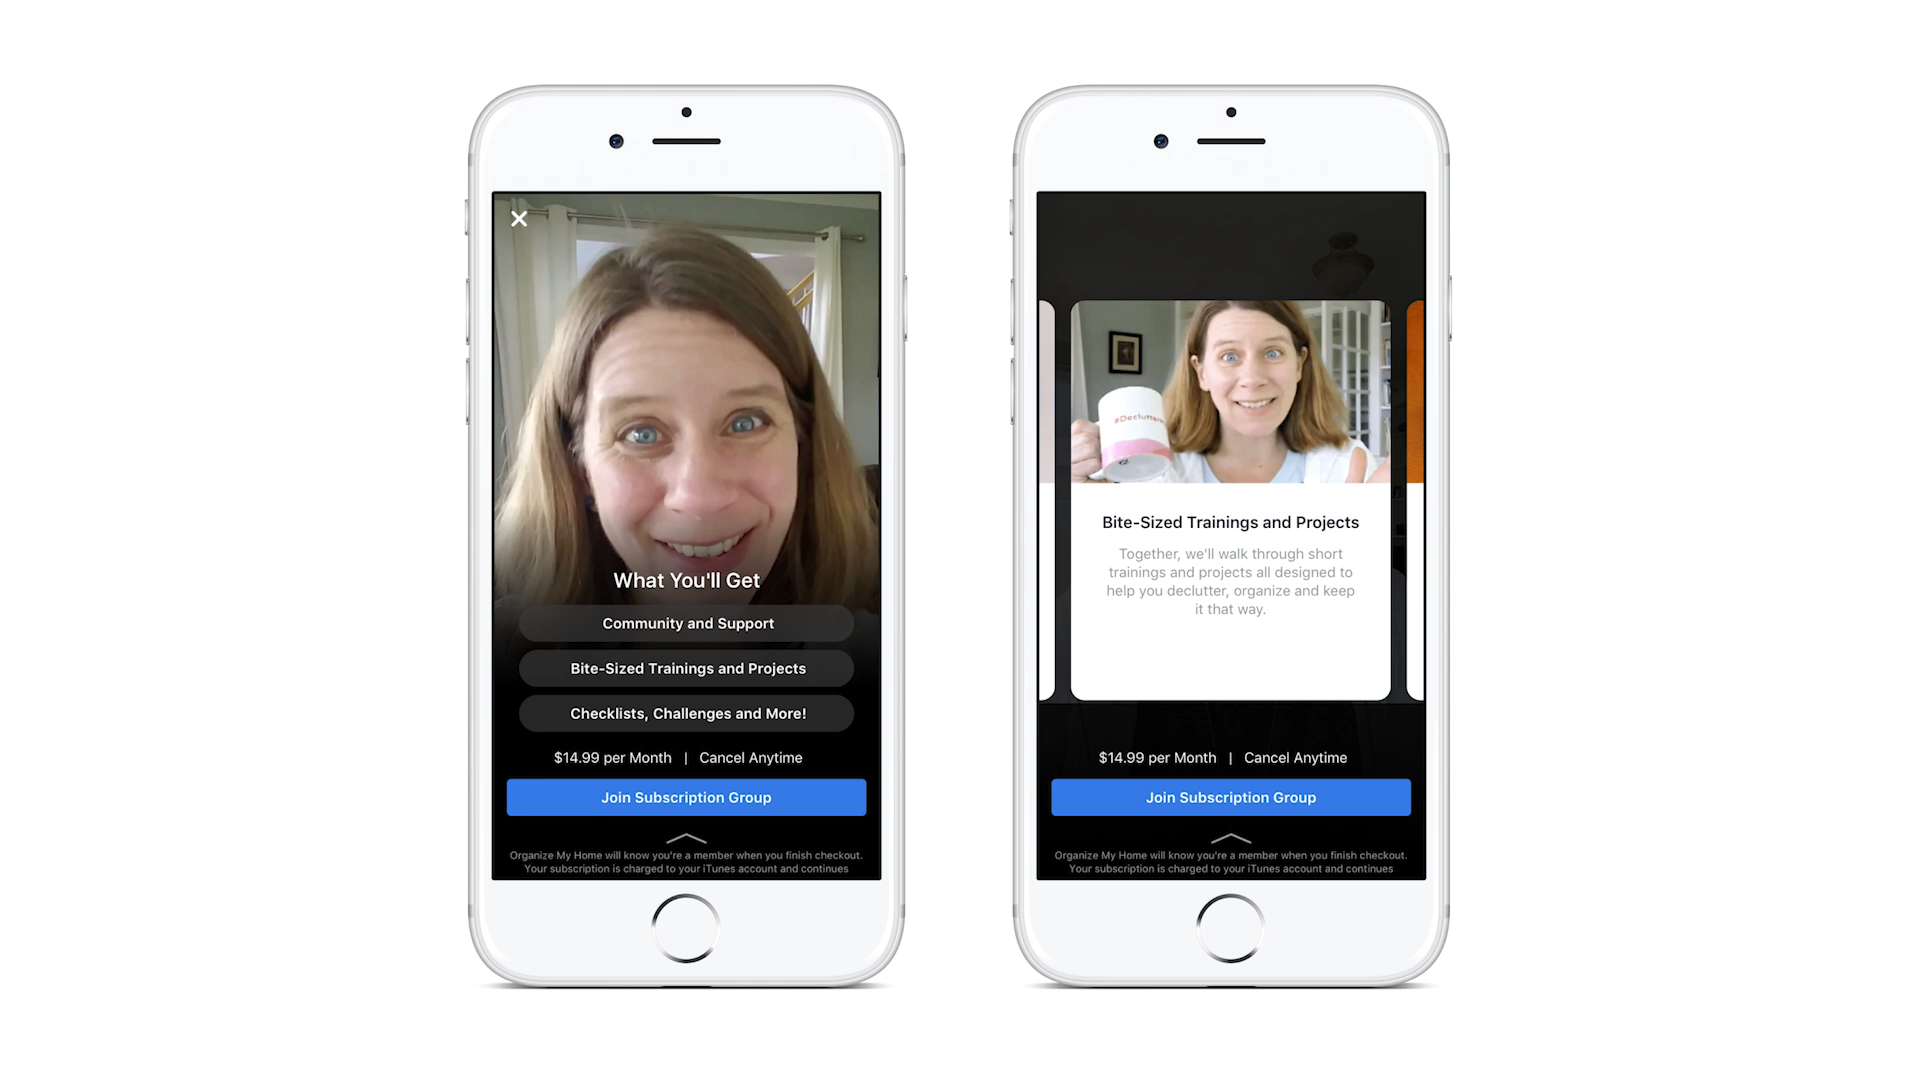 What You'll Get
Community and Support
Bite-Sized Trainings and Projects
Checklists, Challenges and More!
$14.99 per Month | Cancel Anytime
Join Subscription Group
Organize My Home will know you're a member when you finish checkout.
Your subscription is charged to your iTunes account and continues
Bite-Sized Trainings and Projects
Together, we'll walk through short
trainings and projects all designed to
help you declutter, organize and keep
it that way.
$14.99 per Month | Cancel Anytime
Join Subscription Group
Organize My Home will know you're a member when you finish checkout.
Your subscription is charged to your iTunes account and continues